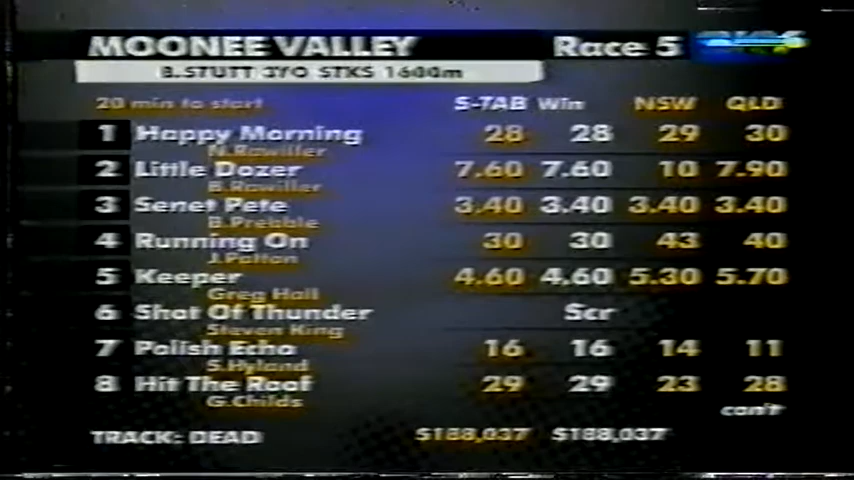 MOONEE VALLEY Race 5
B.STUTT 3YO STKS 1600m
20 min to start S-TAB Win NSW QLD
1 Happy Morning 28 28 29 30
N.Rawiller
2 Little Dozer 7.60 7.60 10 7.90
B.Rawiller
3 Senet Pete 3.40 3.40 3.40 3.40
B.Prebble
4 Running On 30 30 43 40
J.Patton
5 Keeper 4.60 4.60 5.30 5.70
Greg Hall
6 Shot Of Thunder Scr
Steven King
7 Polish Echo 16 16 14 11
S.Hyland
8 Hit The Roof 29 29 23 28
G.Childs
con't
TRACK: DEAD $188,037 $188,037